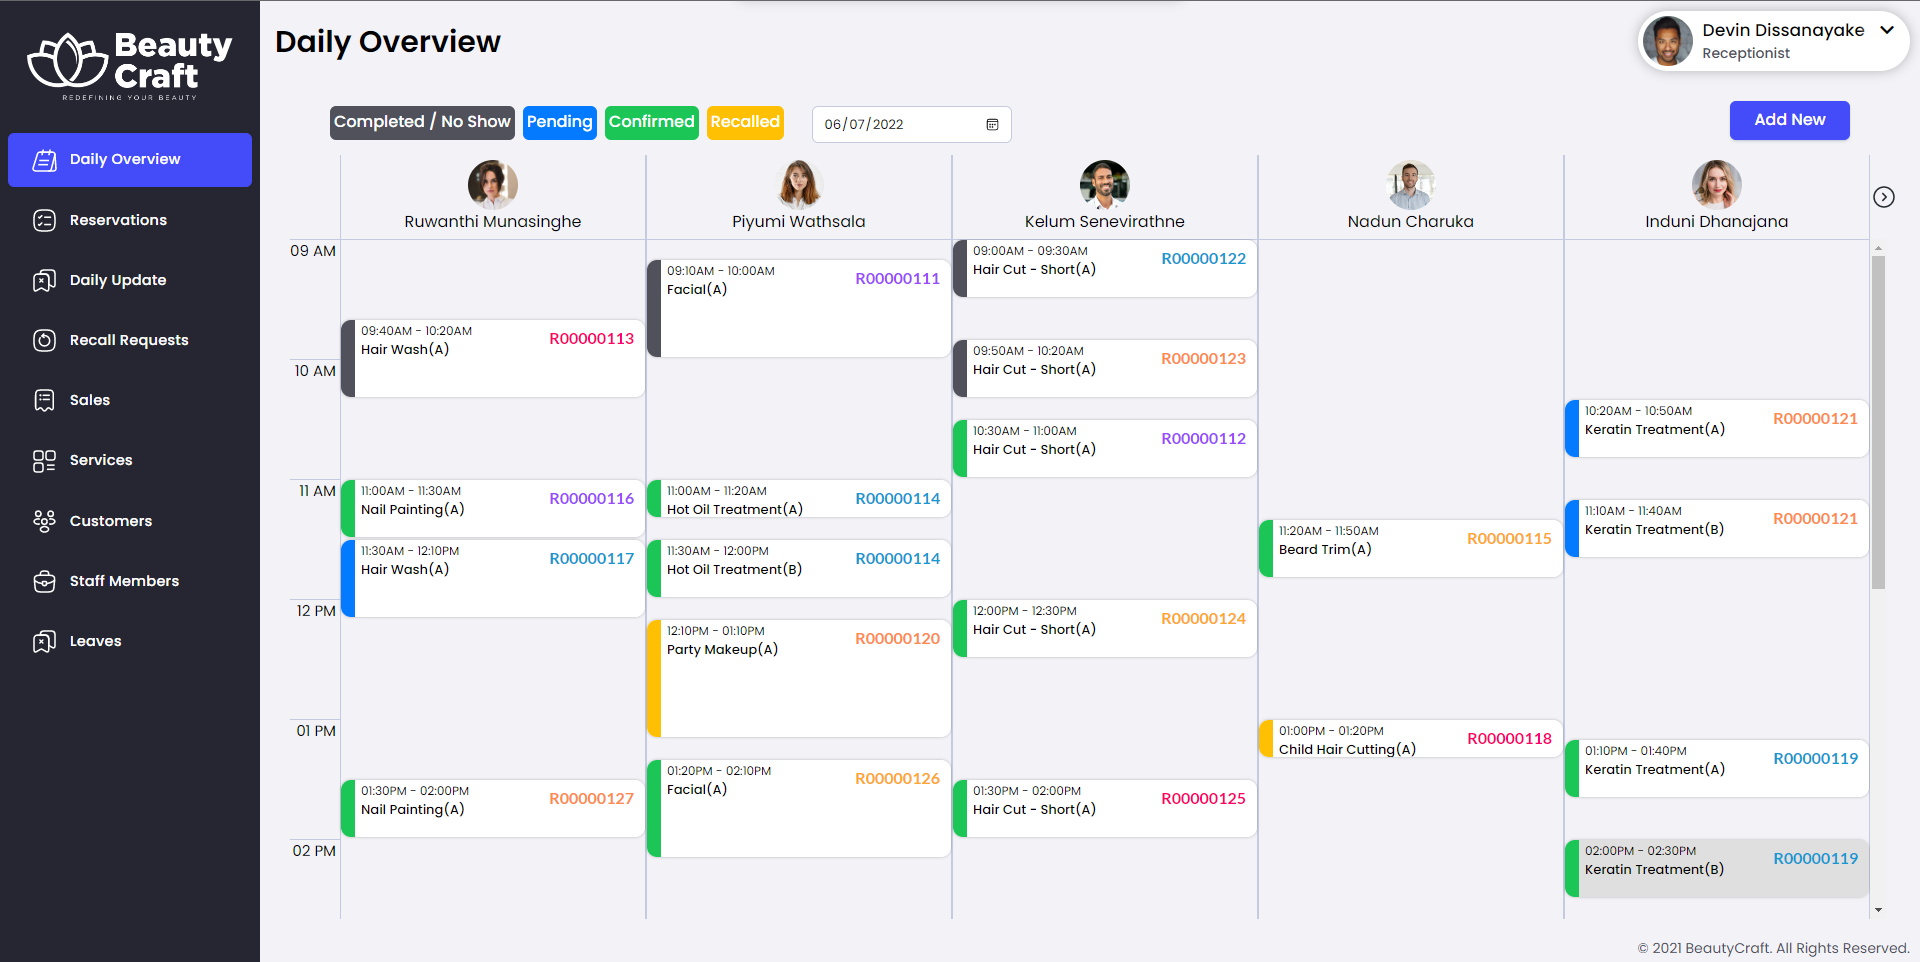 Beauty
Craft
REDEFINING YOUR BEAUTY
Daily Overview
Reservations
Daily Update
Recall Requests
Sales
Services
Customers
Staff Members
Leaves
Daily Overview
Devin Dissanayake
Receptionist
Completed / No Show
Pending
Confirmed
Recalled
06/07/2022
Add New
Ruwanthi Munasinghe
Piyumi Wathsala
Kelum Senevirathne
Nadun Charuka
Induni Dhanajana
09 AM
10 AM
11 AM
12 PM
01 PM
02 PM
09:40AM - 10:20AM
R00000113
Hair Wash(A)
11:00AM - 11:30AM
R00000116
Nail Painting(A)
11:30AM - 12:10PM
R00000117
Hair Wash(A)
01:30PM - 02:00PM
R00000127
Nail Painting(A)
09:10AM - 10:00AM
R00000111
Facial(A)
11:00AM - 11:20AM
R00000114
Hot Oil Treatment(A)
11:30AM - 12:00PM
R00000114
Hot Oil Treatment(B)
12:10PM - 01:10PM
R00000120
Party Makeup(A)
01:20PM - 02:10PM
R00000126
Facial(A)
09:00AM - 09:30AM
R00000122
Hair Cut - Short(A)
09:50AM - 10:20AM
R00000123
Hair Cut - Short(A)
10:30AM - 11:00AM
R00000112
Hair Cut - Short(A)
12:00PM - 12:30PM
R00000124
Hair Cut - Short(A)
01:30PM - 02:00PM
R00000125
Hair Cut - Short(A)
11:20AM - 11:50AM
R00000115
Beard Trim(A)
01:00PM - 01:20PM
R00000118
Child Hair Cutting(A)
10:20AM - 10:50AM
R00000121
Keratin Treatment(A)
11:10AM - 11:40AM
R00000121
Keratin Treatment(B)
01:10PM - 01:40PM
R00000119
Keratin Treatment(A)
02:00PM - 02:30PM
R00000119
Keratin Treatment(B)
© 2021 BeautyCraft. All Rights Reserved.